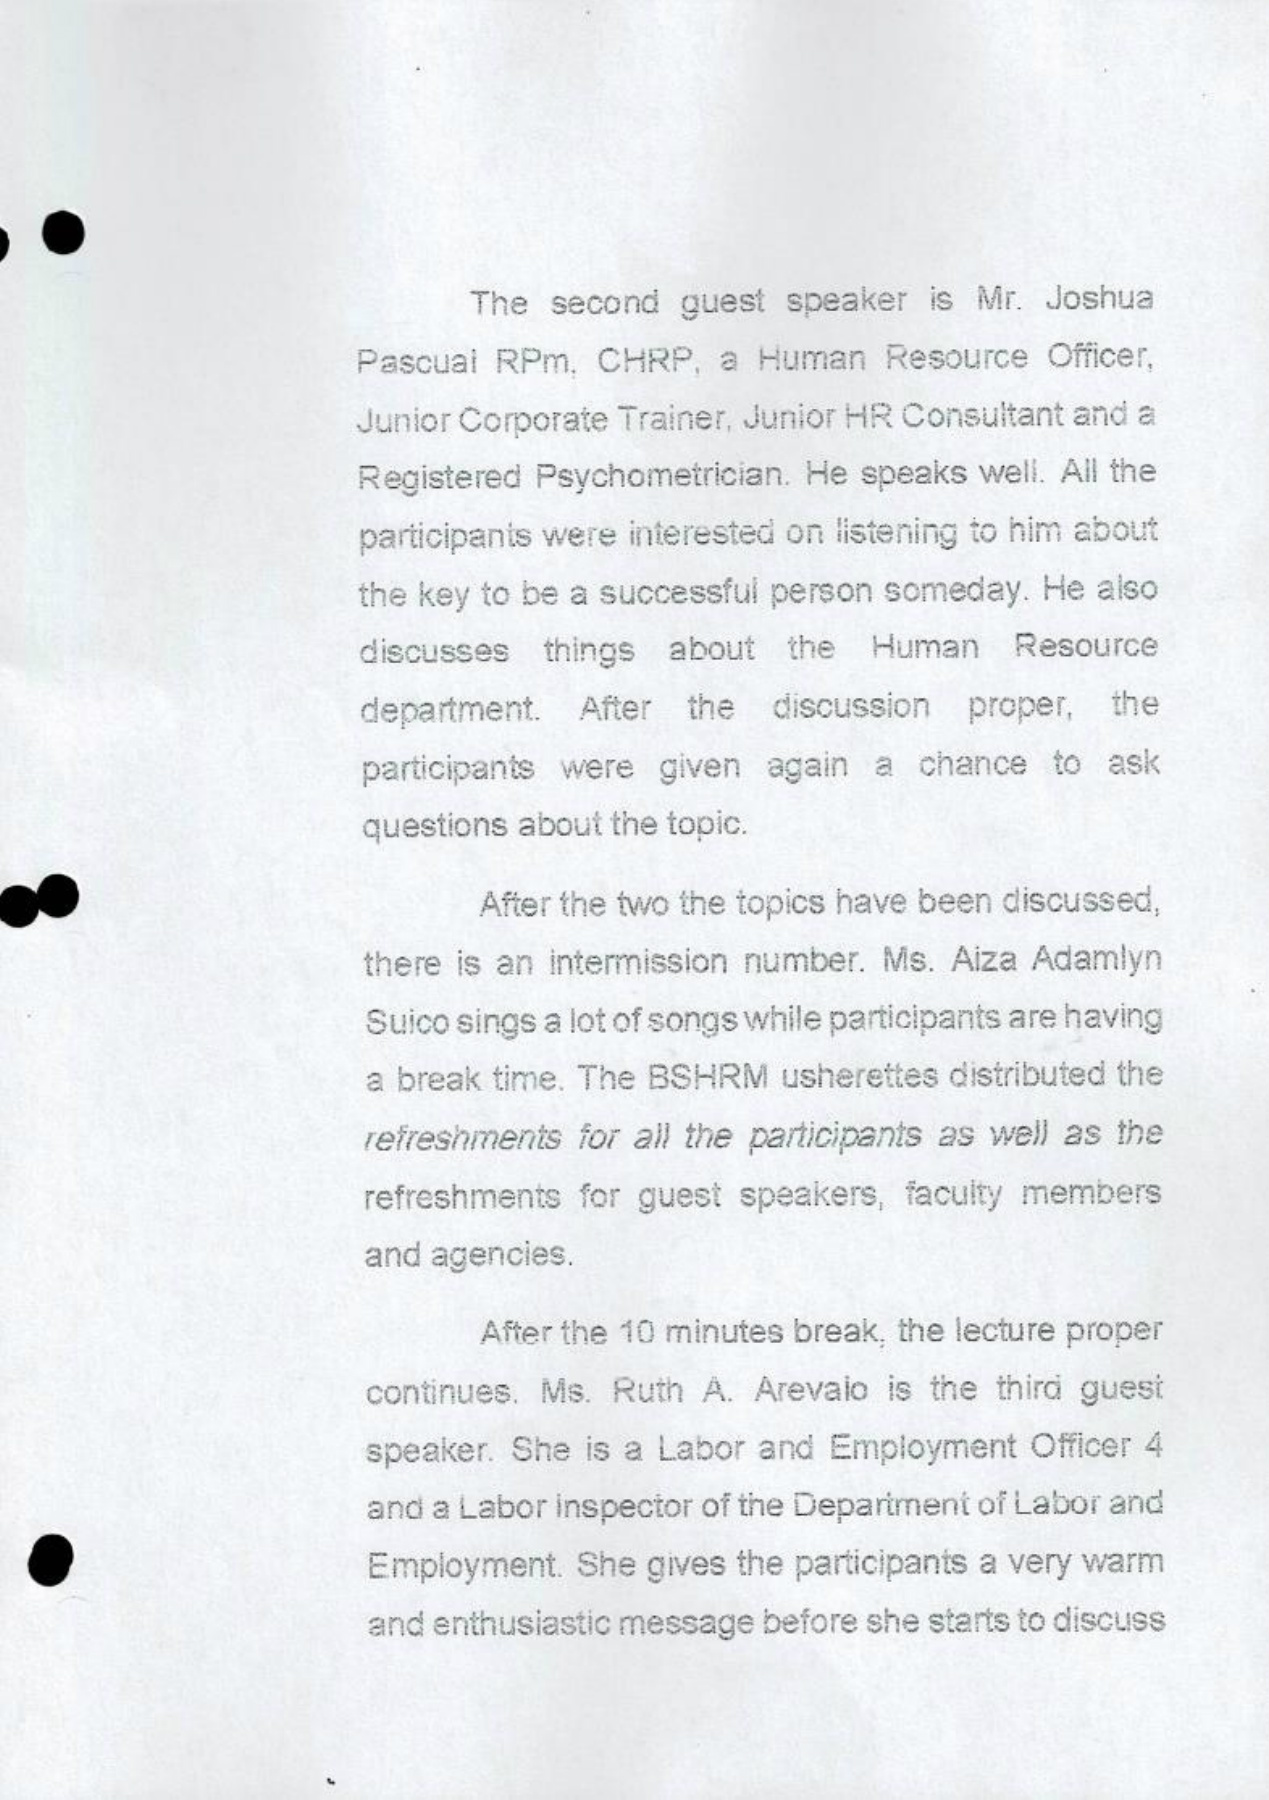 The second guest speaker is Mr. Joshua
Pascual RPm, CHRP, a Human Resource Officer,
Junior Corporate Trainer, Junior HR Consultant and a
Registered Psychometrician. He speaks well. All the
participants were interested on listening to him about
the key to be a successful person someday. He also
discusses things about the Human Resource
department. After the discussion proper, the
participants were given again a chance to ask
questions about the topic.
After the two the topics have been discussed,
there is an intermission number. Ms. Aiza Adamlyn
Suico sings a lot of songs while participants are having
a break time. The BSHRM usherettes distributed the
refreshments for all the participants as well as the
refreshments for guest speakers, faculty members
and agencies.
After the 10 minutes break, the lecture proper
continues. Ms. Ruth A. Arevalo is the third guest
speaker. She is a Labor and Employment Officer 4
and a Labor inspector of the Department of Labor and
Employment. She gives the participants a very warm
and enthusiastic message before she starts to discuss